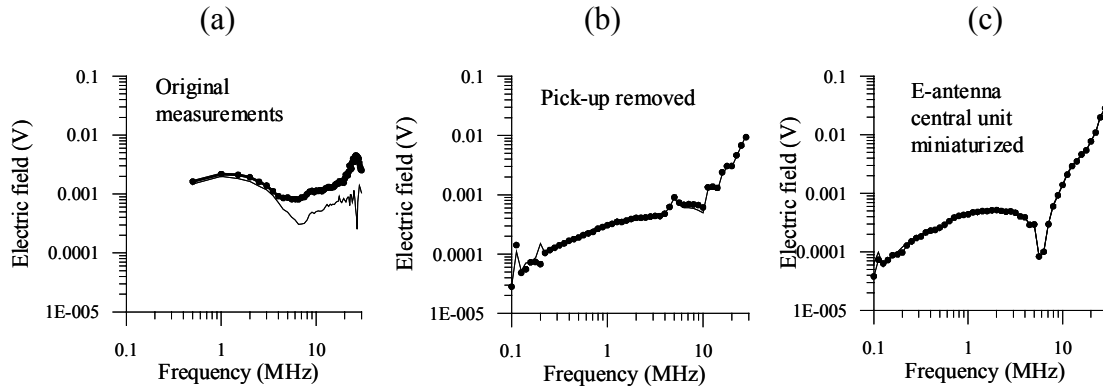 (a)
(b)
(c)
Original
measurements
Electric field (V)
0.1
0.01
0.001
0.0001
1E-005
0.1
1
10
Frequency (MHz)
Pick-up removed
Electric field (V)
0.1
0.01
0.001
0.0001
1E-005
0.1
1
10
Frequency (MHz)
E-antenna
central unit
miniaturized
Electric field (V)
0.1
0.01
0.001
0.0001
1E-005
0.1
1
10
Frequency (MHz)